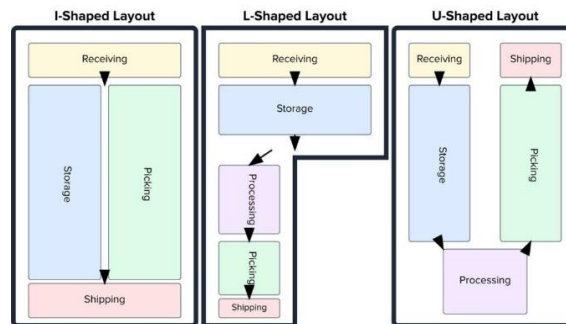 I-Shaped Layout
Receiving
Storage
Picking
Shipping
L-Shaped Layout
Receiving
Storage
Processing
Picking
Shipping
U-Shaped Layout
Receiving
Shipping
Storage
Picking
Processing